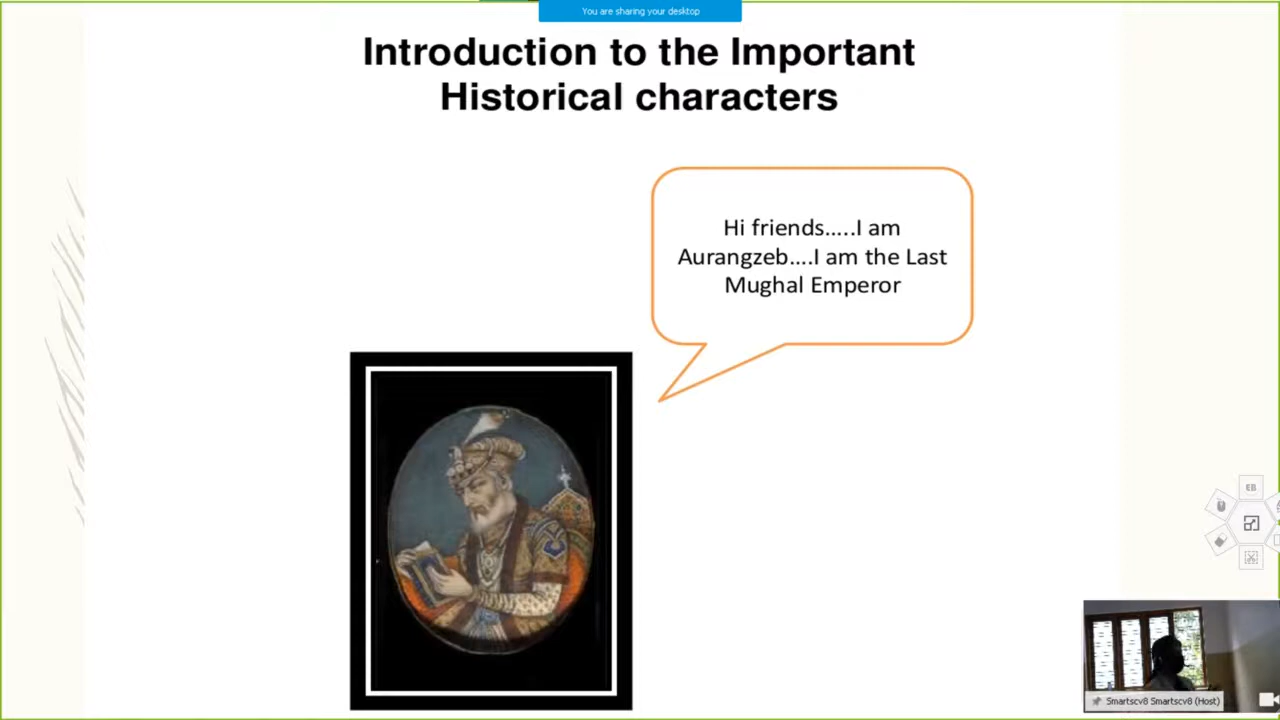 You are sharing your desktop
Introduction to the Important
Historical characters
Hi friends.....I am
Aurangzeb....I am the Last
Mughal Emperor
EB
Smartscv8 Smartscv8 (Host)